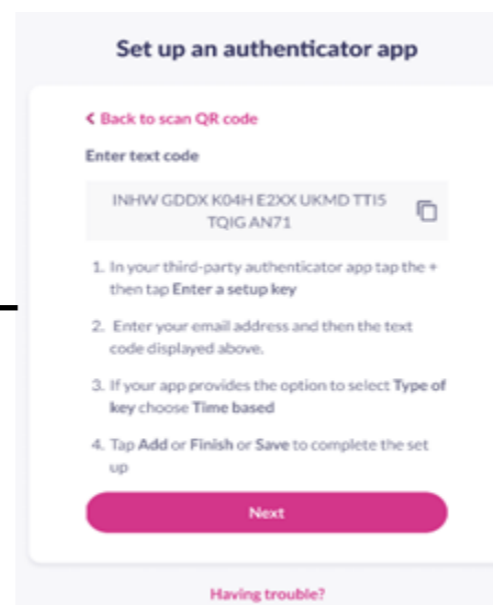 Set up an authenticator app
< Back to scan QR code
Enter text code
INHW GDDX K04H E2XX UKMD TTI5
TQIG AN71
1. In your third-party authenticator app tap the +
then tap Enter a setup key
2. Enter your email address and then the text
code displayed above.
3. If your app provides the option to select Type of
key choose Time based
4. Tap Add or Finish or Save to complete the set
up
Next
Having trouble?